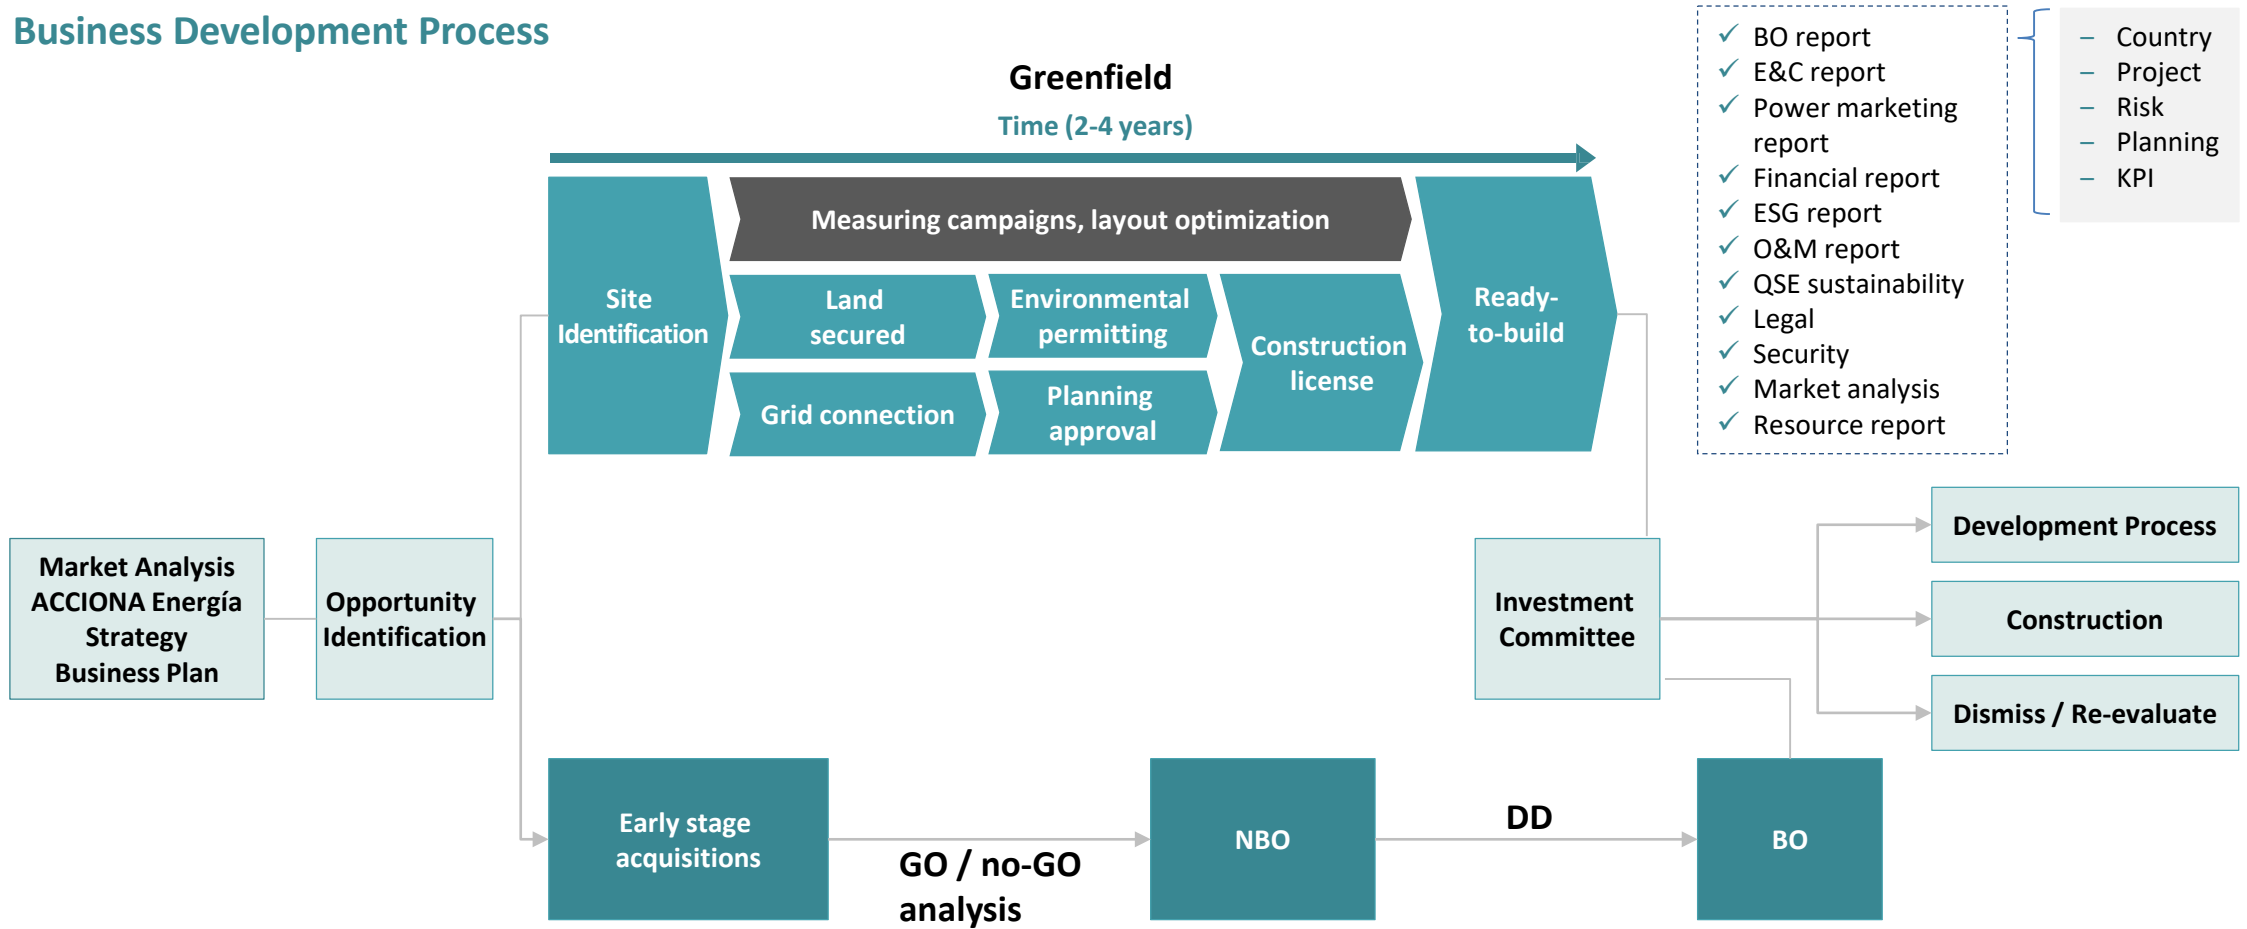 Business Development Process
Greenfield
Time (2-4 years)
Site
Identification
Measuring campaigns, layout optimization
Land
secured
Grid connection
Environmental
permitting
Planning
approval
Construction
license
Ready-
to-build
✓ BO report
✓ E&C report
✓ Power marketing
report
✓ Financial report
✓ ESG report
✓ O&M report
✓ QSE sustainability
✓ Legal
✓ Security
✓ Market analysis
✓ Resource report
– Country
– Project
– Risk
– Planning
– KPI
Market Analysis
ACCIONA Energía
Strategy
Business Plan
Opportunity
Identification
Investment
Committee
Development Process
Construction
Dismiss / Re-evaluate
Early stage
acquisitions
GO / no-GO
analysis
NBO
DD
BO